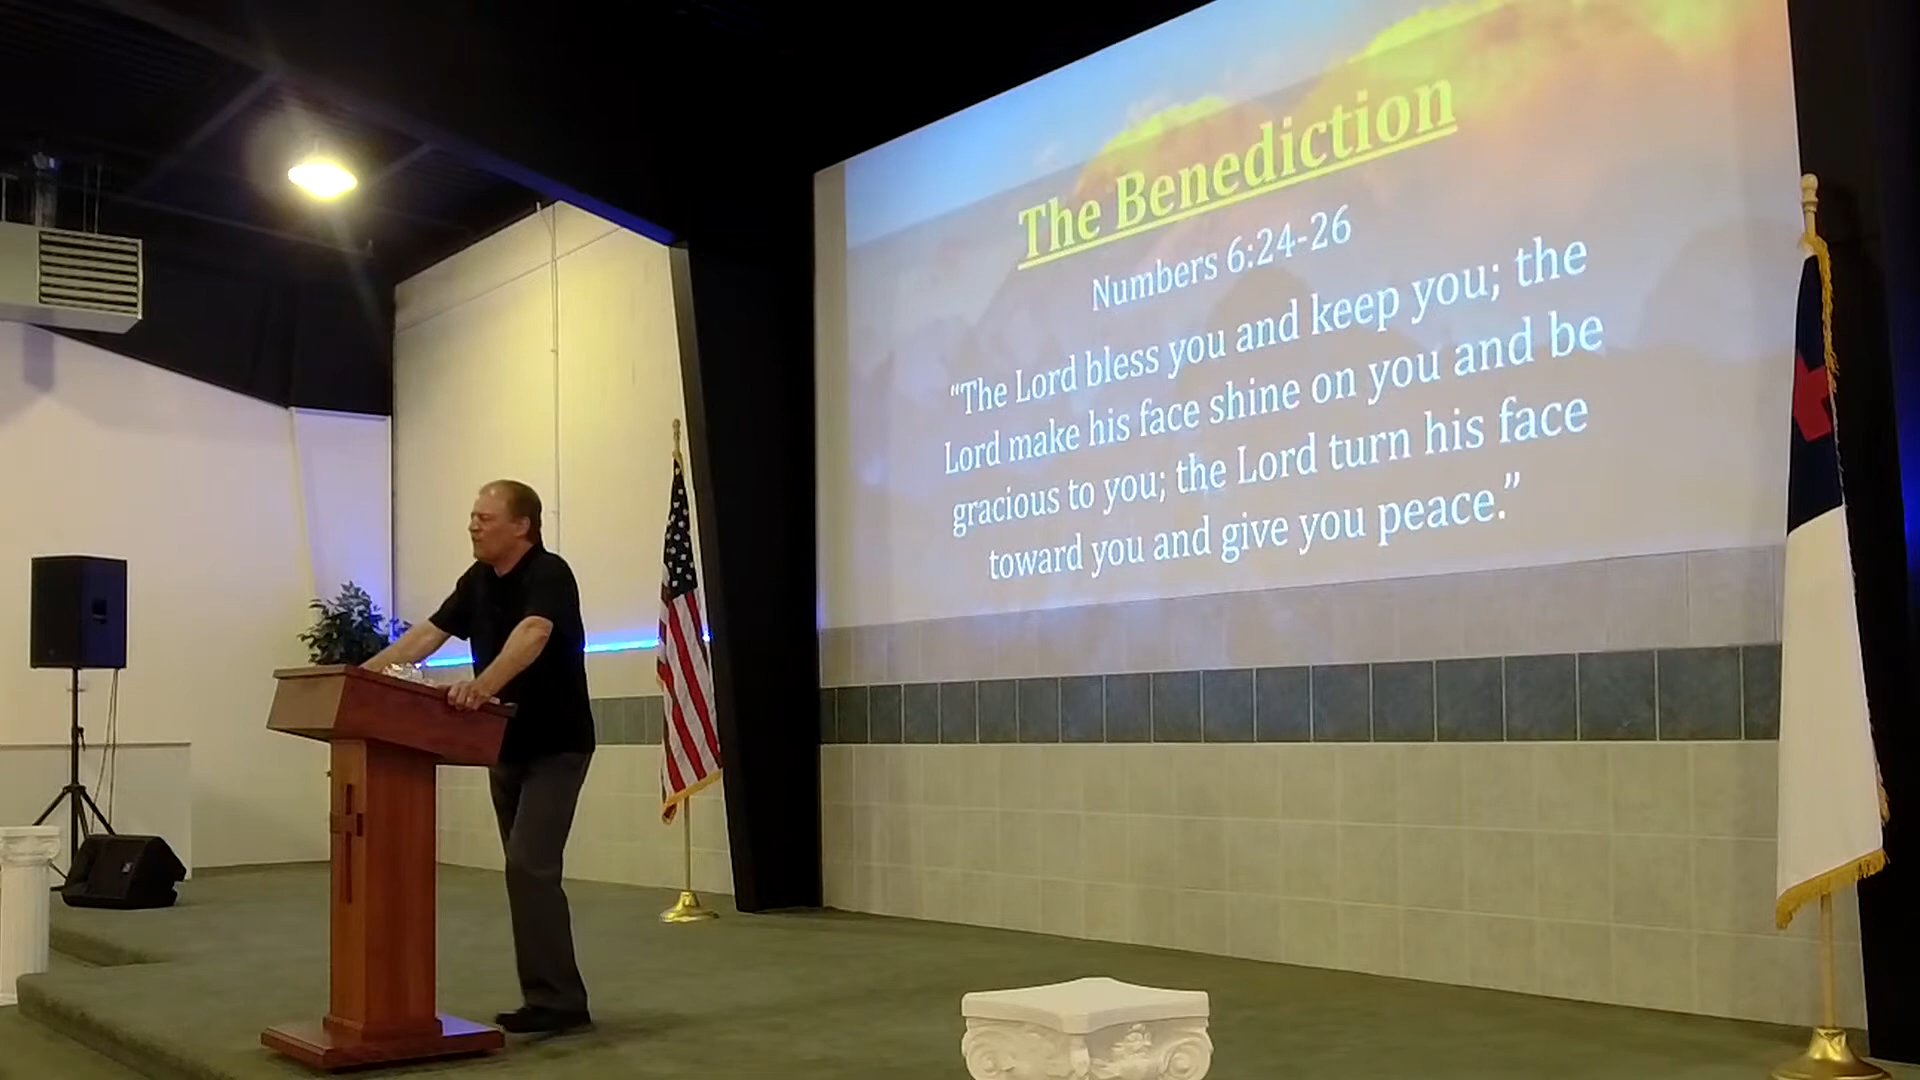 The Benediction
Numbers 6:24-26
“The Lord bless you and keep you; the
Lord make his face shine on you and be
gracious to you; the Lord turn his face
toward you and give you peace.”